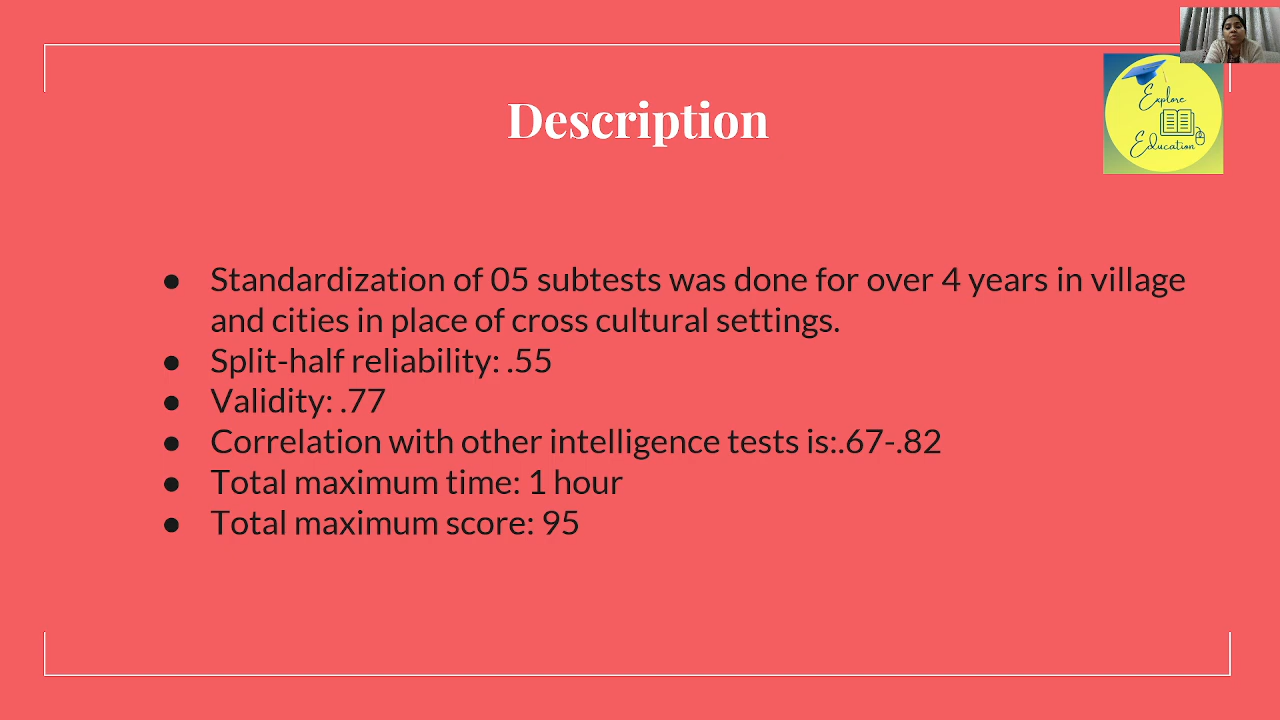 Description
Explore
Education
● Standardization of 05 subtests was done for over 4 years in village
and cities in place of cross cultural settings.
● Split-half reliability: .55
● Validity: .77
● Correlation with other intelligence tests is:.67-.82
● Total maximum time: 1 hour
● Total maximum score: 95